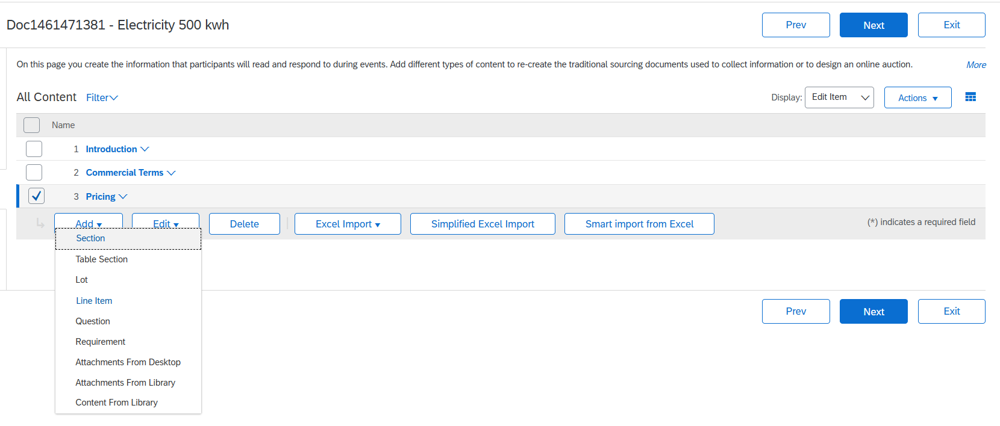 Doc1461471381 - Electricity 500 kwh
Prev
Next
Exit
On this page you create the information that participants will read and respond to during events. Add different types of content to re-create the traditional sourcing documents used to collect information or to design an online auction.
More
All Content
Filter
Display:
Edit Item
Actions
Name
1 Introduction
2 Commercial Terms
3 Pricing
Add
Edit
Delete
Excel Import
Simplified Excel Import
Smart import from Excel
(*) indicates a required field
Section
Table Section
Lot
Line Item
Question
Requirement
Attachments From Desktop
Attachments From Library
Content From Library
Prev
Next
Exit